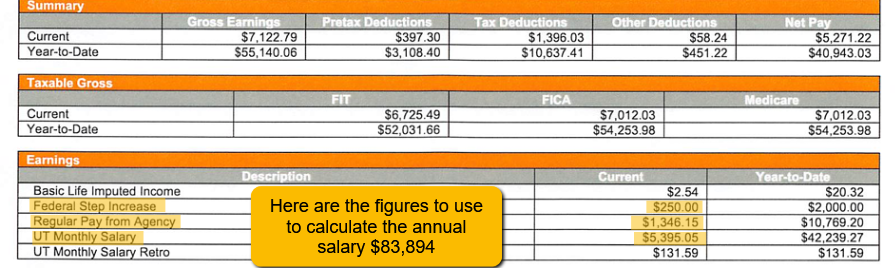 Summary
Gross Earnings Pretax Deductions Tax Deductions Other Deductions Net Pay
Current $7,122.79 $397.30 $1,396.03 $58.24 $5,271.22
Year-to-Date $55,140.06 $3,108.40 $10,637.41 $451.22 $40,943.03
Taxable Gross
FIT FICA Medicare
Current $6,725.49 $7,012.03 $7,012.03
Year-to-Date $52,031.66 $54,253.98 $54,253.98
Earnings
Description Current Year-to-Date
Basic Life Imputed Income $2.54 $20.32
Federal Step Increase $250.00 $2,000.00
Regular Pay from Agency $1,346.15 $10,769.20
UT Monthly Salary $5,395.05 $42,239.27
UT Monthly Salary Retro $131.59 $131.59
Here are the figures to use
to calculate the annual
salary $83,894